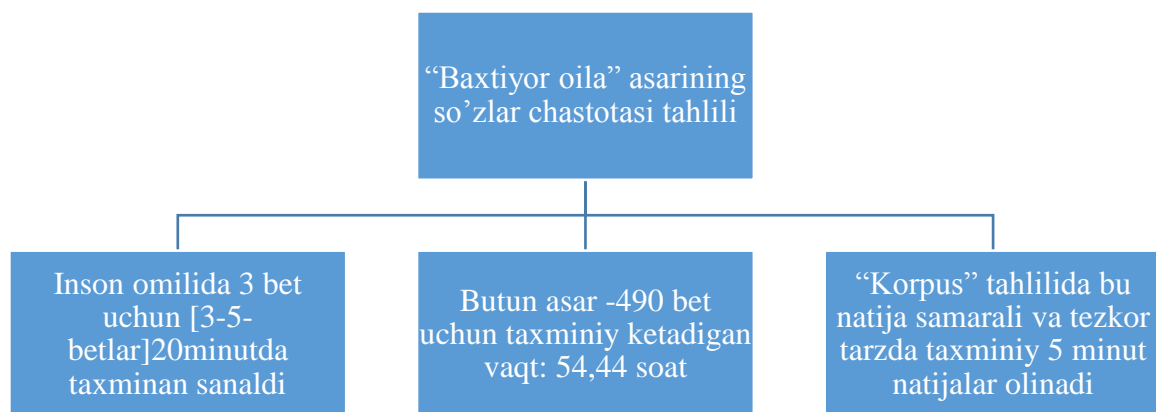 “Baxtiyor oila” asarining
so’zlar chastotasi tahlili
Inson omilida 3 bet
uchun [3-5-
betlar]20minutda
taxminan sanaldi
Butun asar -490 bet
uchun taxminiy ketadigan
vaqt: 54,44 soat
“Korpus” tahlilida bu
natija samarali va tezkor
tarzda taxminiy 5 minut
natijalar olinadi